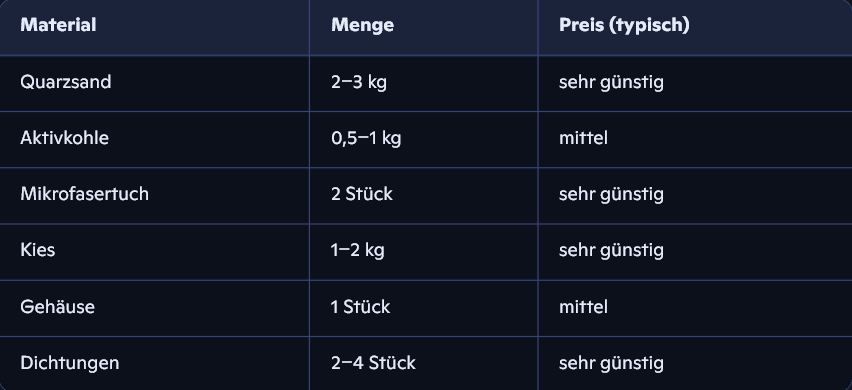 Material Menge Preis (typisch)
Quarzsand 2–3 kg sehr günstig
Aktivkohle 0,5–1 kg mittel
Mikrofasertuch 2 Stück sehr günstig
Kies 1–2 kg sehr günstig
Gehäuse 1 Stück mittel
Dichtungen 2–4 Stück sehr günstig